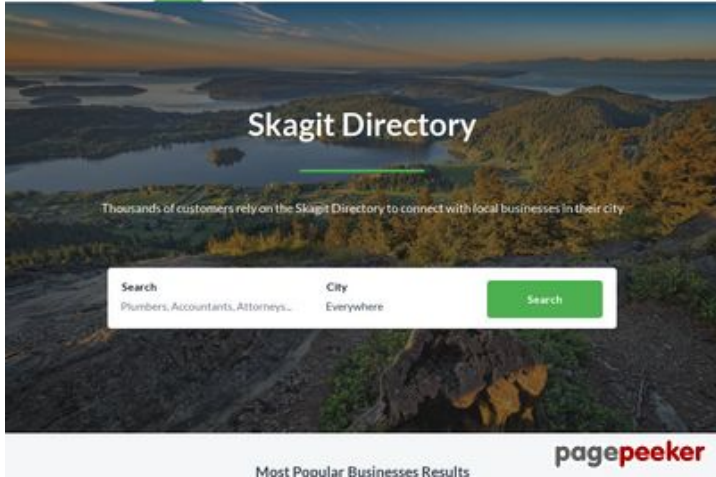 Skagit Directory
Thousands of customers rely on the Skagit Directory to connect with local businesses in their city
Search City
Plumbers, Accountants, Attorneys... Everywhere Search
Most Popular Businesses Results
pagepeeker